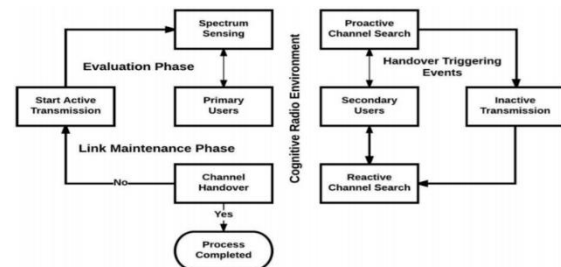 Spectrum
Sensing
Evaluation Phase
Start Active
Transmission
Primary
Users
Link Maintenance Phase
No
Channel
Handover
Yes
Process
Completed
Cognitive Radio Environment
Proactive
Channel Search
Handover Triggering
Events
Secondary
Users
Inactive
Transmission
Reactive
Channel Search